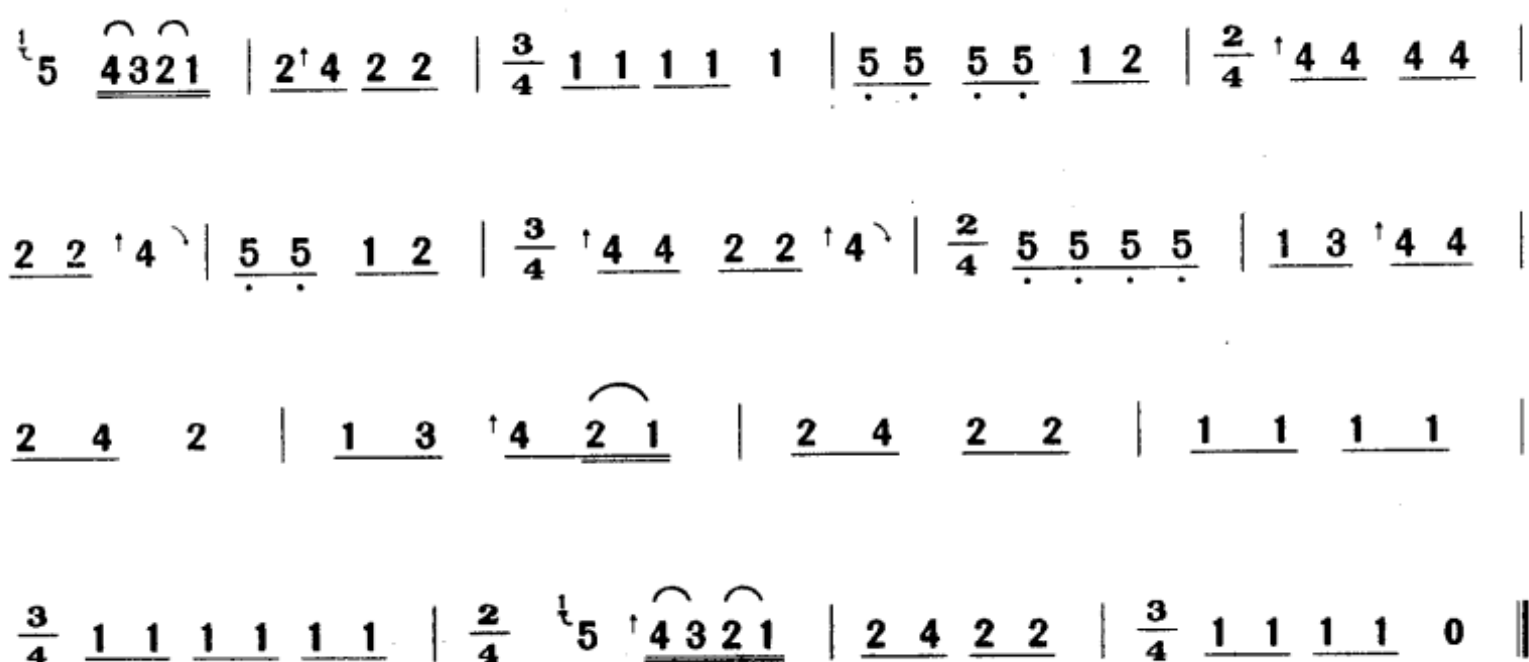 1 5 4321 | 2↑4 2 2 | 3/4 1 1 1 1 1 | 5 5 5 5 1 2 | 2/4 ↑4 4 4 4 |
2 2 ↑4 | 5 5 1 2 | 3/4 ↑4 4 2 2 ↑4 | 2/4 5 5 5 5 | 1 3 ↑4 4 |
2 4 2 | 1 3 ↑4 2 1 | 2 4 2 2 | 1 1 1 1 |
3/4 1 1 1 1 1 1 | 2/4 1 5 ↑4 3 2 1 | 2 4 2 2 | 3/4 1 1 1 1 0 ‖